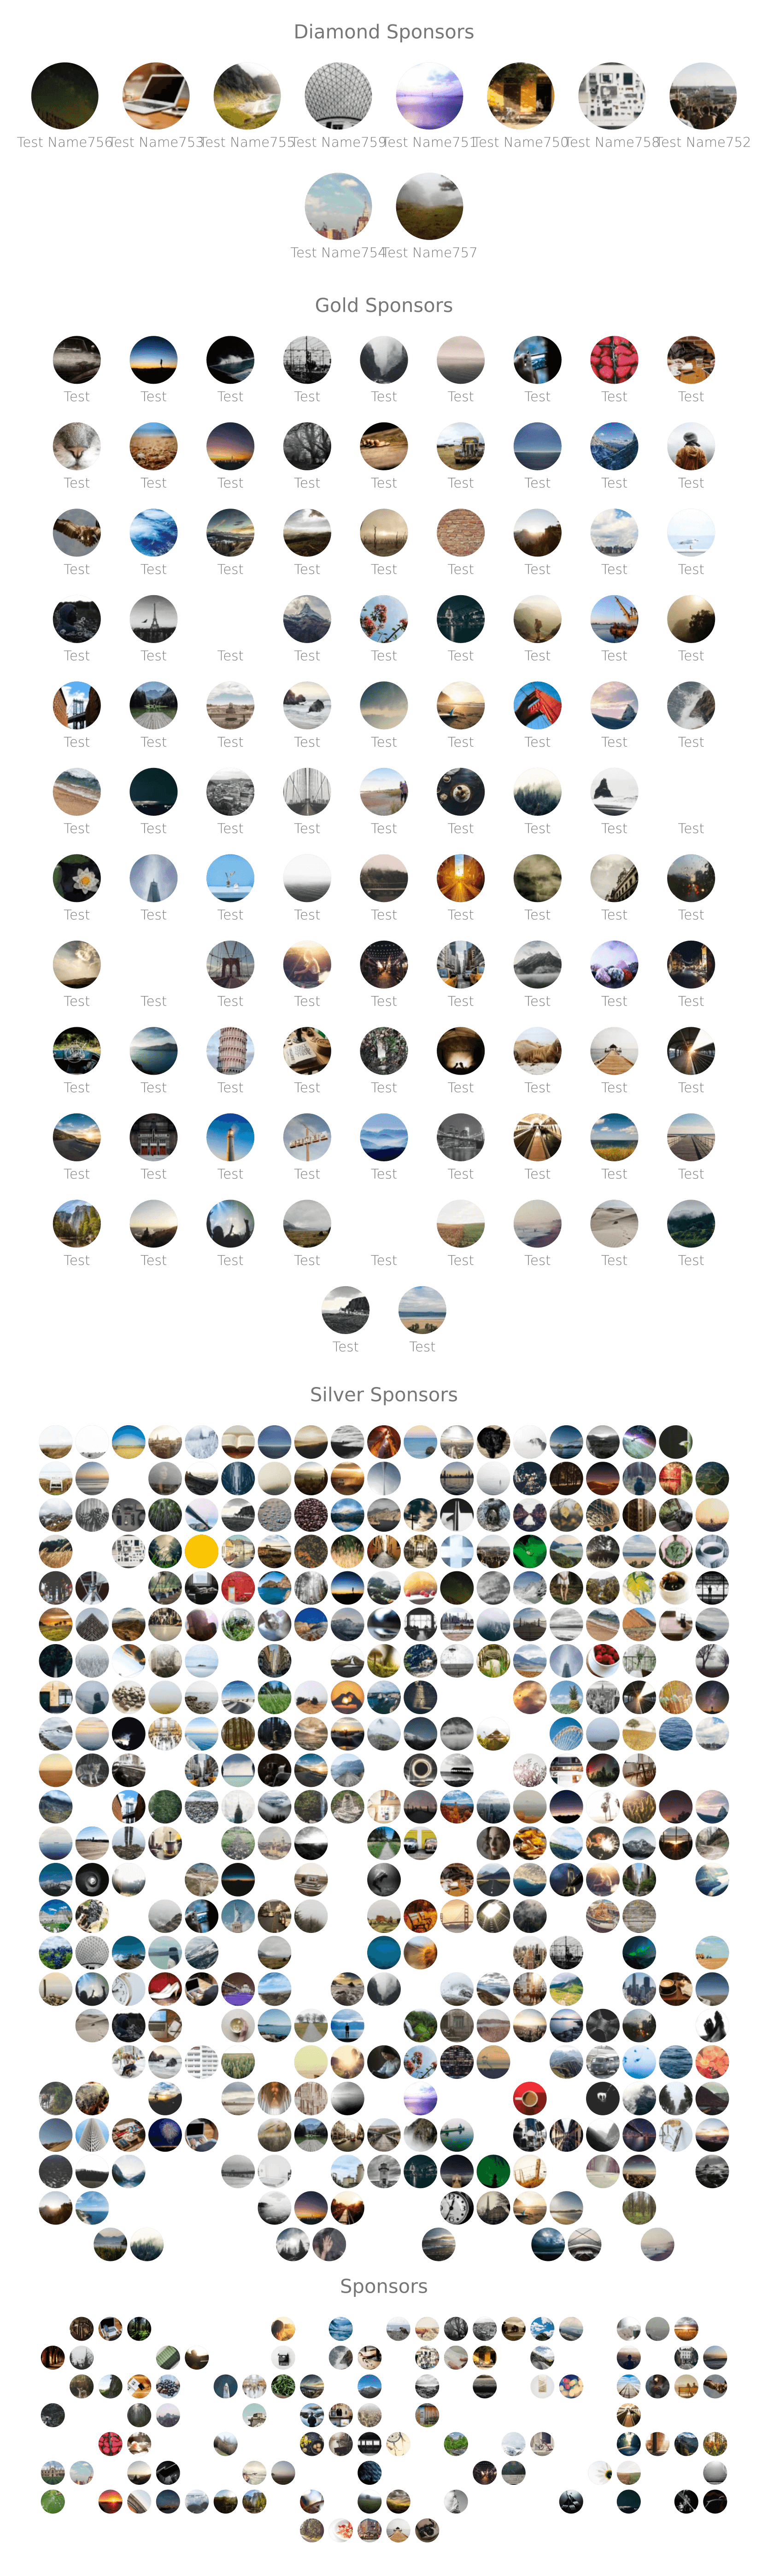 Diamond Sponsors
Test Name756 Test Name753 Test Name755 Test Name759 Test Name751 Test Name750 Test Name758 Test Name752
Test Name754 Test Name757
Gold Sponsors
Test Test Test Test Test Test Test Test Test
Test Test Test Test Test Test Test Test Test
Test Test Test Test Test Test Test Test Test
Test Test Test Test Test Test Test Test Test
Test Test Test Test Test Test Test Test Test
Test Test Test Test Test Test Test Test Test
Test Test Test Test Test Test Test Test Test
Test Test Test Test Test Test Test Test Test
Test Test Test Test Test Test Test Test Test
Test Test Test Test Test Test Test Test Test
Test Test Test Test Test Test Test Test Test
Test Test
Silver Sponsors
Sponsors